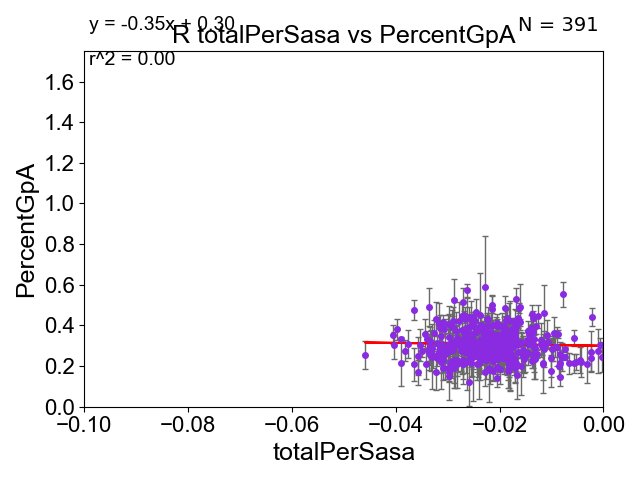 y = -0.35x + 0.30
N = 391
R totalPerSasa vs PercentGpA
r^2 = 0.00
PercentGpA
1.6
1.4
1.2
1.0
0.8
0.6
0.4
0.2
0.0
−0.10
−0.08
−0.06
−0.04
−0.02
0.00
totalPerSasa